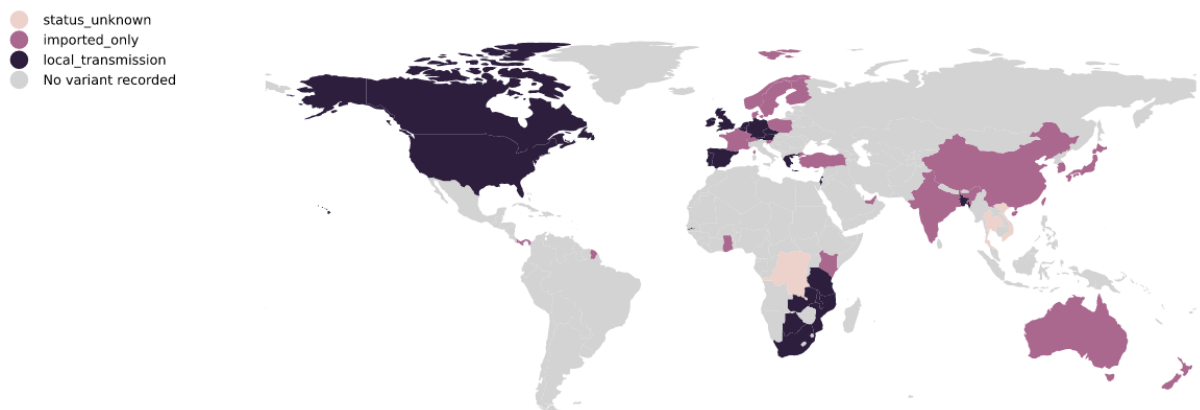 status_unknown
imported_only
local_transmission
No variant recorded